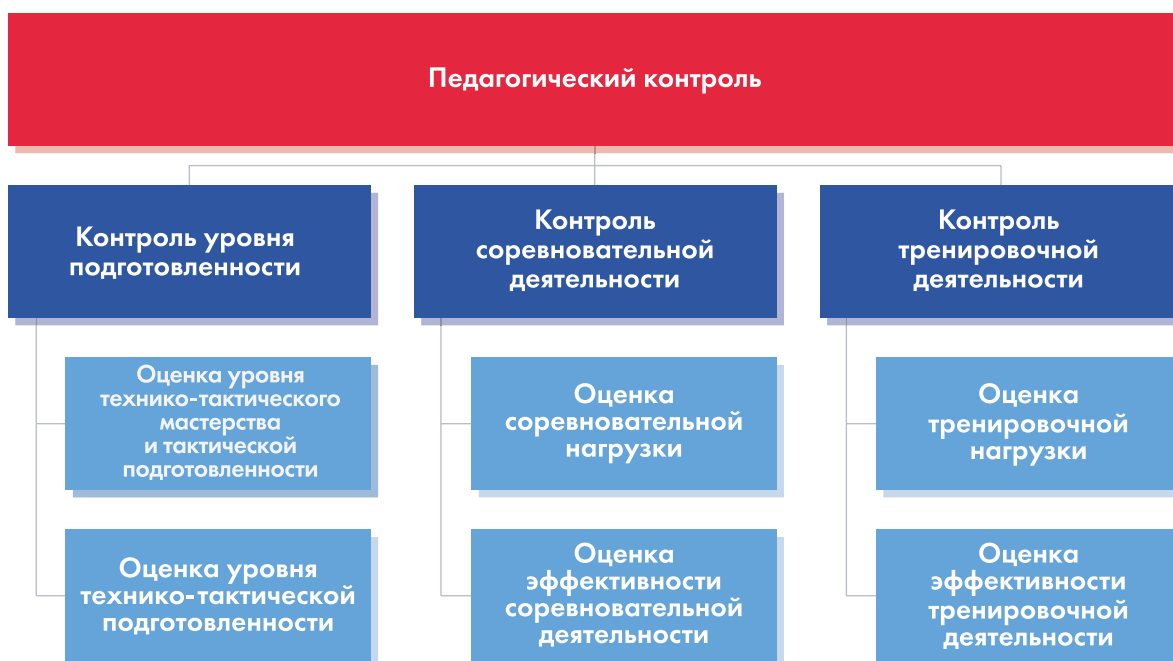 Педагогический контроль
Контроль уровня
подготовленности
Контроль
соревновательной
деятельности
Контроль
тренировочной
деятельности
Оценка уровня
технико-тактического
мастерства
и тактической
подготовленности
Оценка
соревновательной
нагрузки
Оценка
тренировочной
нагрузки
Оценка уровня
технико-тактической
подготовленности
Оценка
эффективности
соревновательной
деятельности
Оценка
эффективности
тренировочной
деятельности